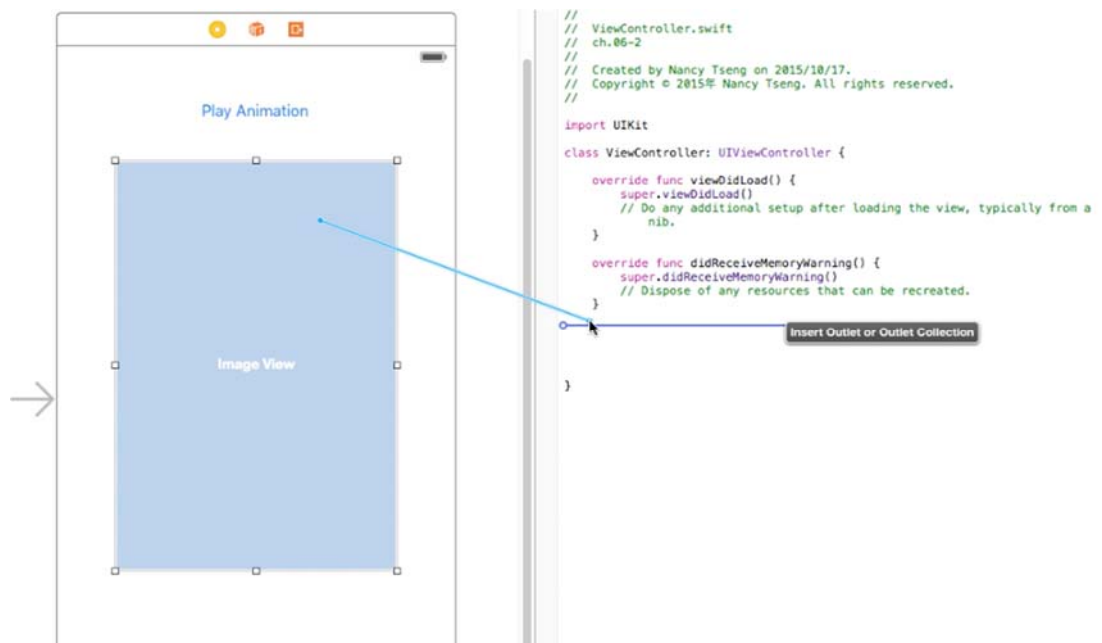 Play Animation
Image View
//
// ViewController.swift
// ch.06-2
//
// Created by Nancy Tseng on 2015/10/17.
// Copyright © 2015年 Nancy Tseng. All rights reserved.
//
import UIKit
class ViewController: UIViewController {
override func viewDidLoad() {
super.viewDidLoad()
// Do any additional setup after loading the view, typically from a
nib.
}
override func didReceiveMemoryWarning() {
super.didReceiveMemoryWarning()
// Dispose of any resources that can be recreated.
}
Insert Outlet or Outlet Collection
}